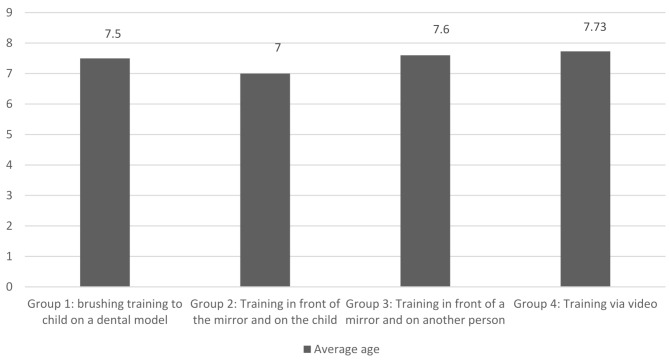 9
8
7
6
5
4
3
2
1
0
7.5
7
7.6
7.73
Group 1: brushing training to
child on a dental model
Group 2: Training in front of
the mirror and on the child
Group 3: Training in front of a
mirror and on another person
Group 4: Training via video
Average age